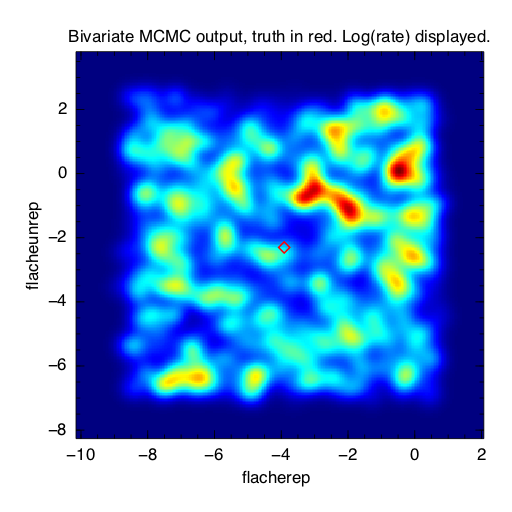 Bivariate MCMC output, truth in red. Log(rate) displayed.
2
0
−2
−4
−6
−8
flacheunrep
−10 −8 −6 −4 −2 0 2
flacherep